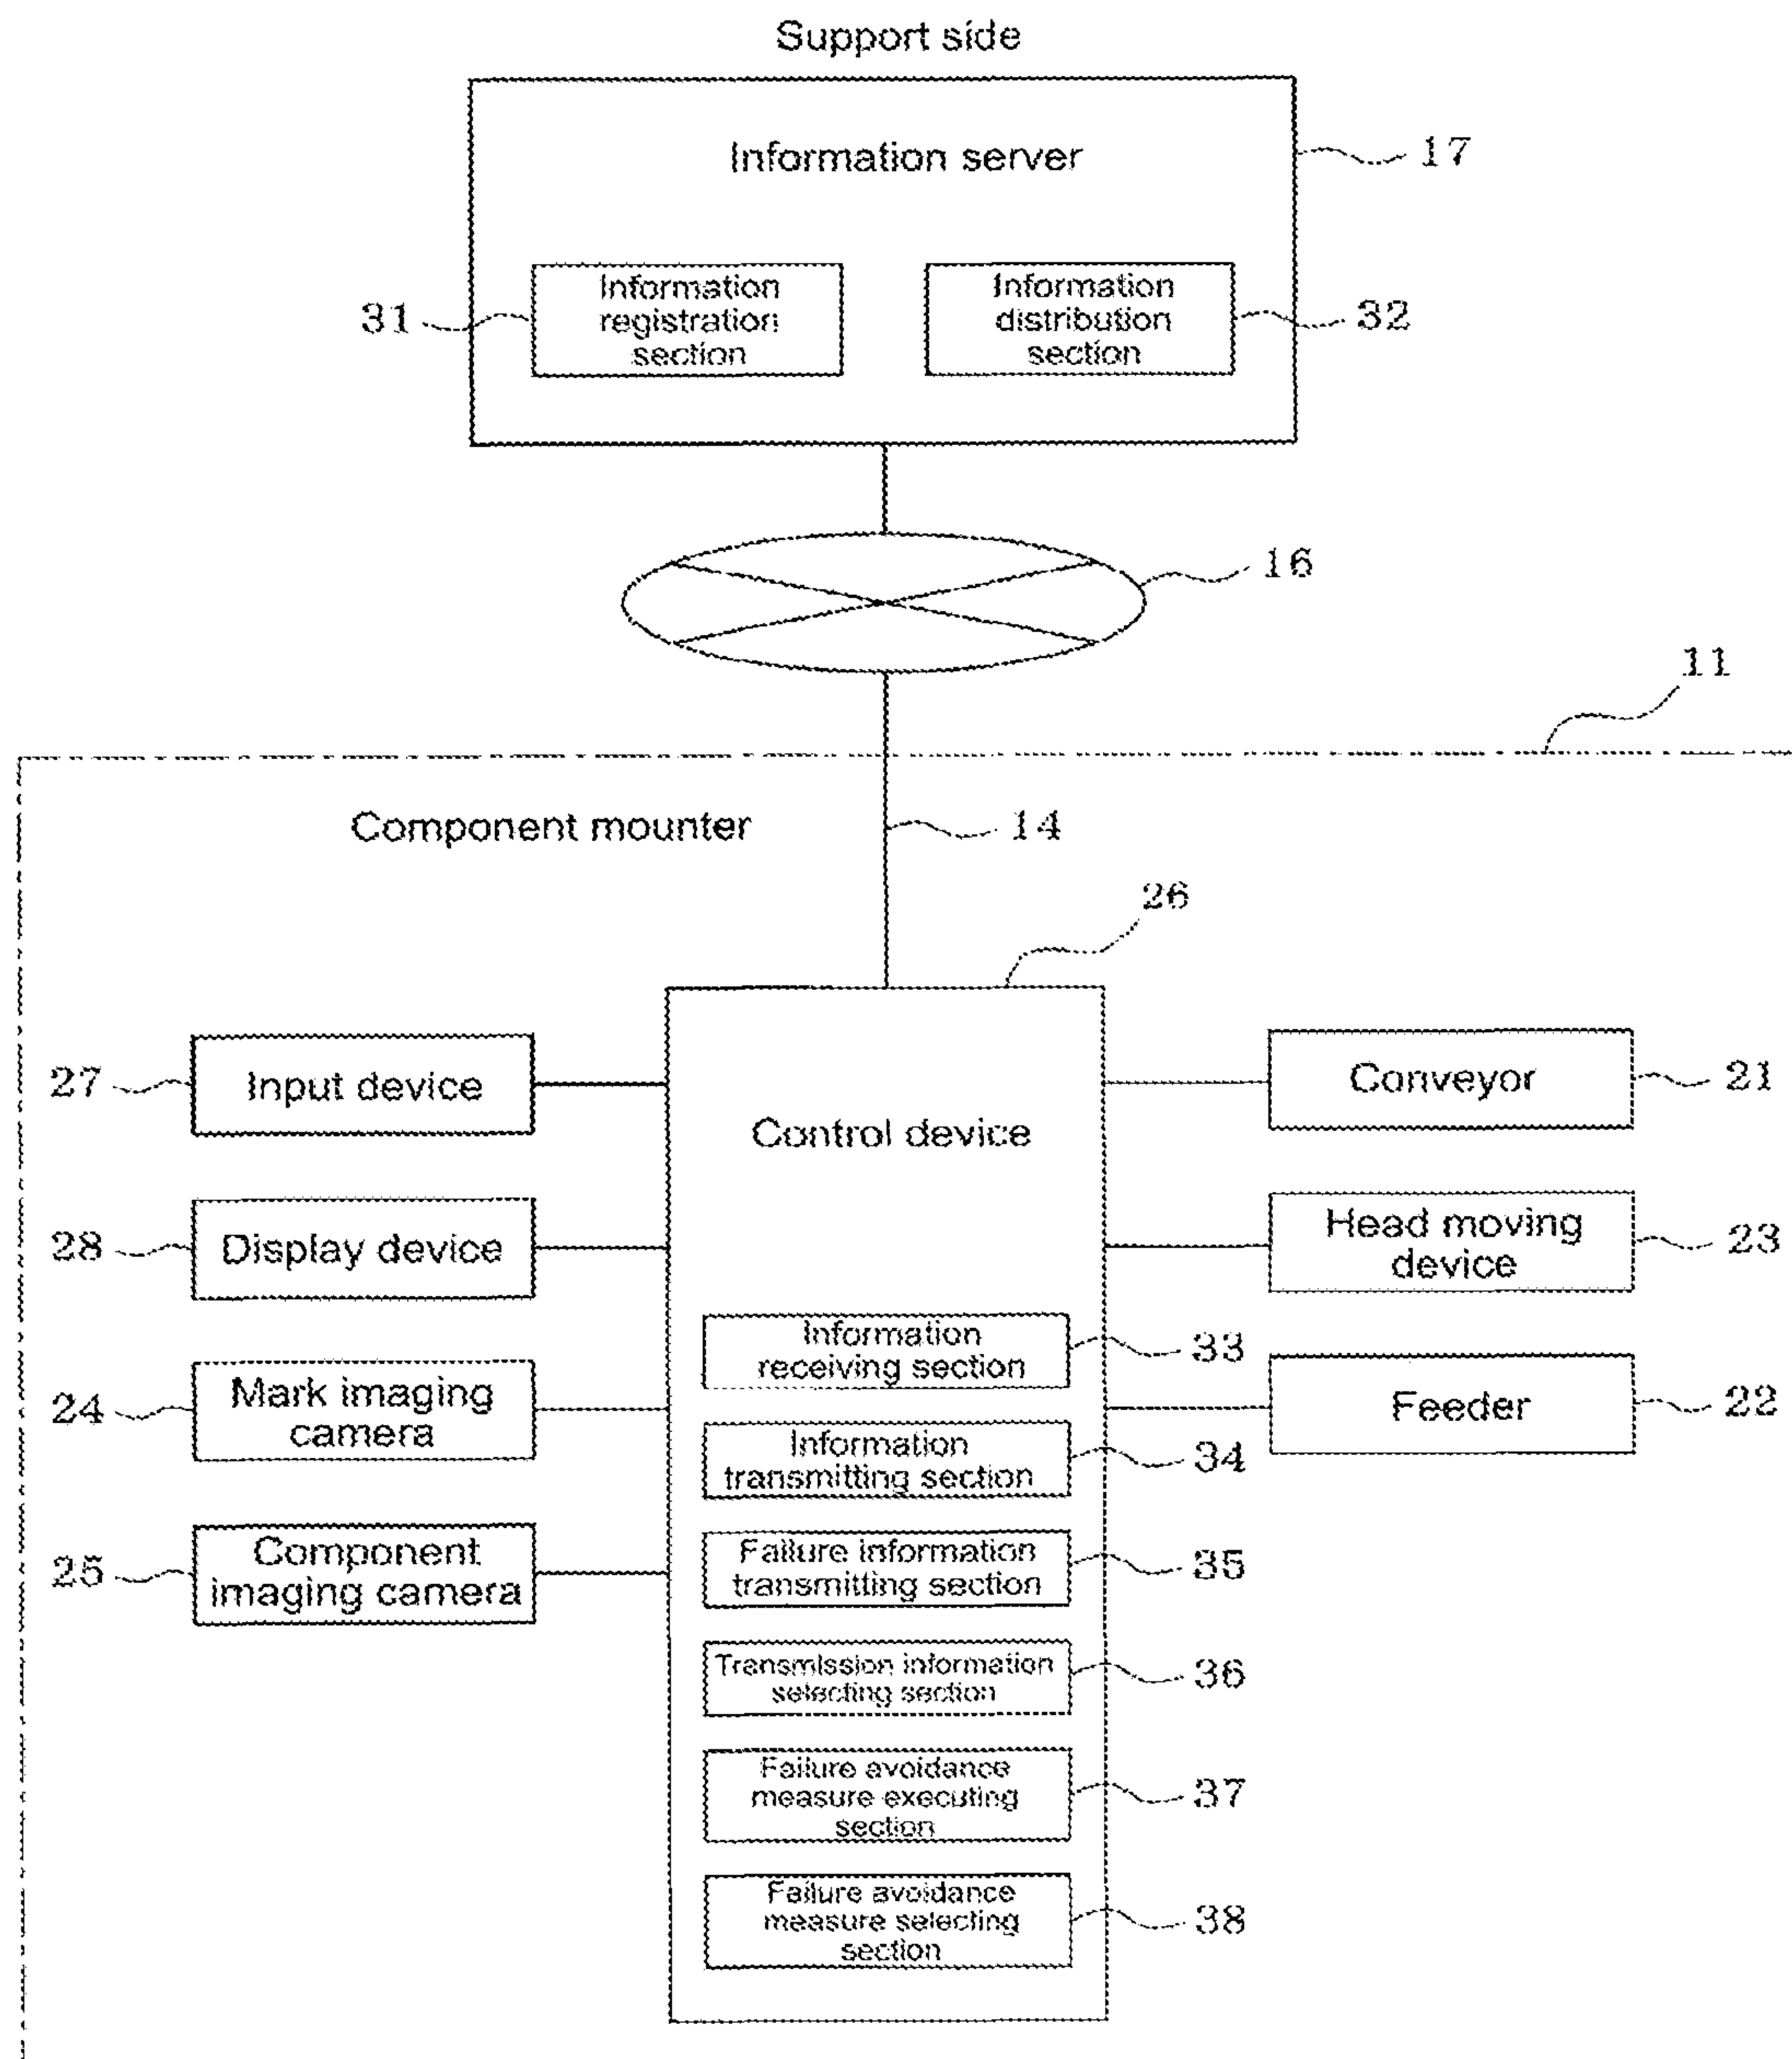 Support side
Information server
17
Information
registration
section
31
Information
distribution
section
32
16
11
Component mounter
14
26
Control device
27
Input device
28
Display device
24
Mark imaging
camera
25
Component
imaging camera
Conveyor
21
Head moving
device
23
Feeder
22
Information
receiving section
33
Information
transmitting section
34
Failure information
transmitting section
35
Transmission information
selecting section
36
Failure avoidance
measure executing
section
37
Failure avoidance
measure selecting
section
38